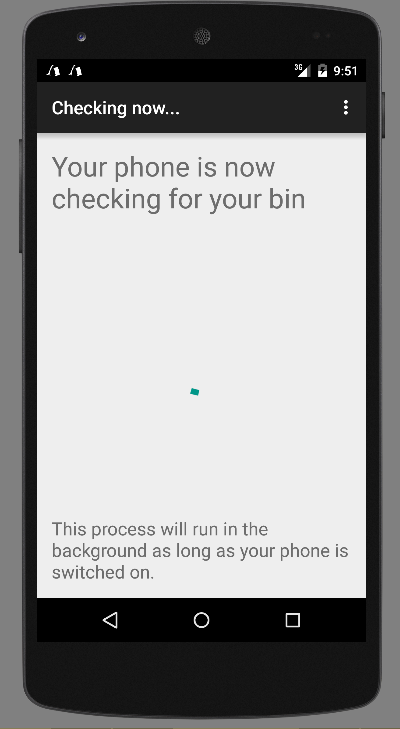 3G 9:51
Checking now...
Your phone is now
checking for your bin
This process will run in the
background as long as your phone is
switched on.